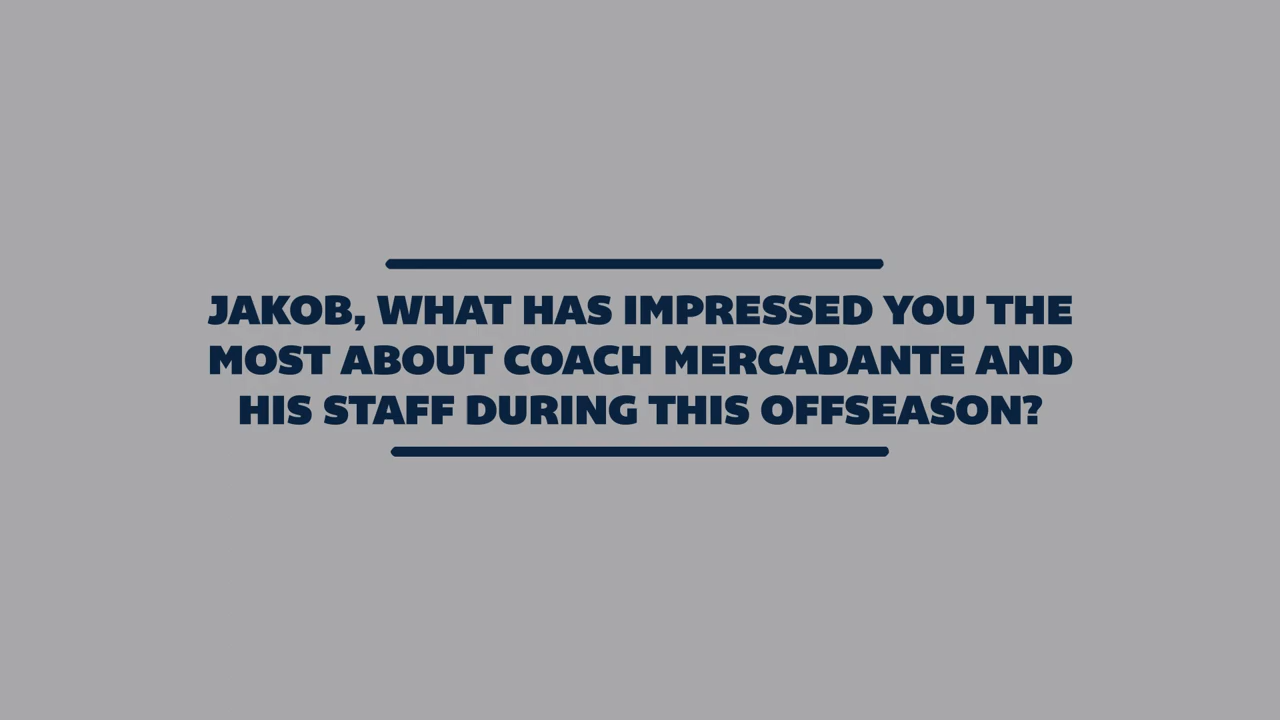 JAKOB, WHAT HAS IMPRESSED YOU THE
MOST ABOUT COACH MERCADANTE AND
HIS STAFF DURING THIS OFFSEASON?